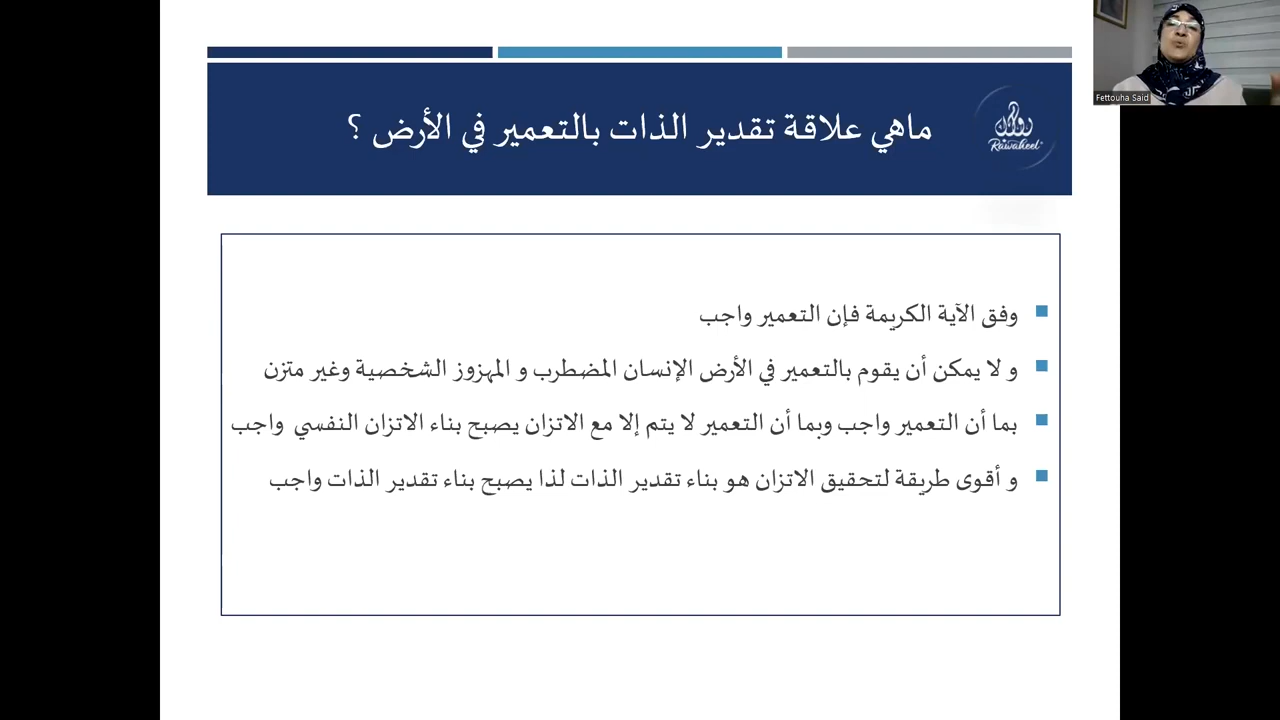 ماهي علاقة تقدير الذات بالتعمير في الأرض ؟
Rawaheel
Fettouha Said
وفق الآية الكريمة فإن التعمير واجب
و لا يمكن أن يقوم بالتعمير في الأرض الإنسان المضطرب و المهزوز الشخصية وغير متزن
بما أن التعمير واجب وبما أن التعمير لا يتم إلا مع الاتزان يصبح بناء الاتزان النفسي واجب
و أقوى طريقة لتحقيق الاتزان هو بناء تقدير الذات لذا يصبح بناء تقدير الذات واجب